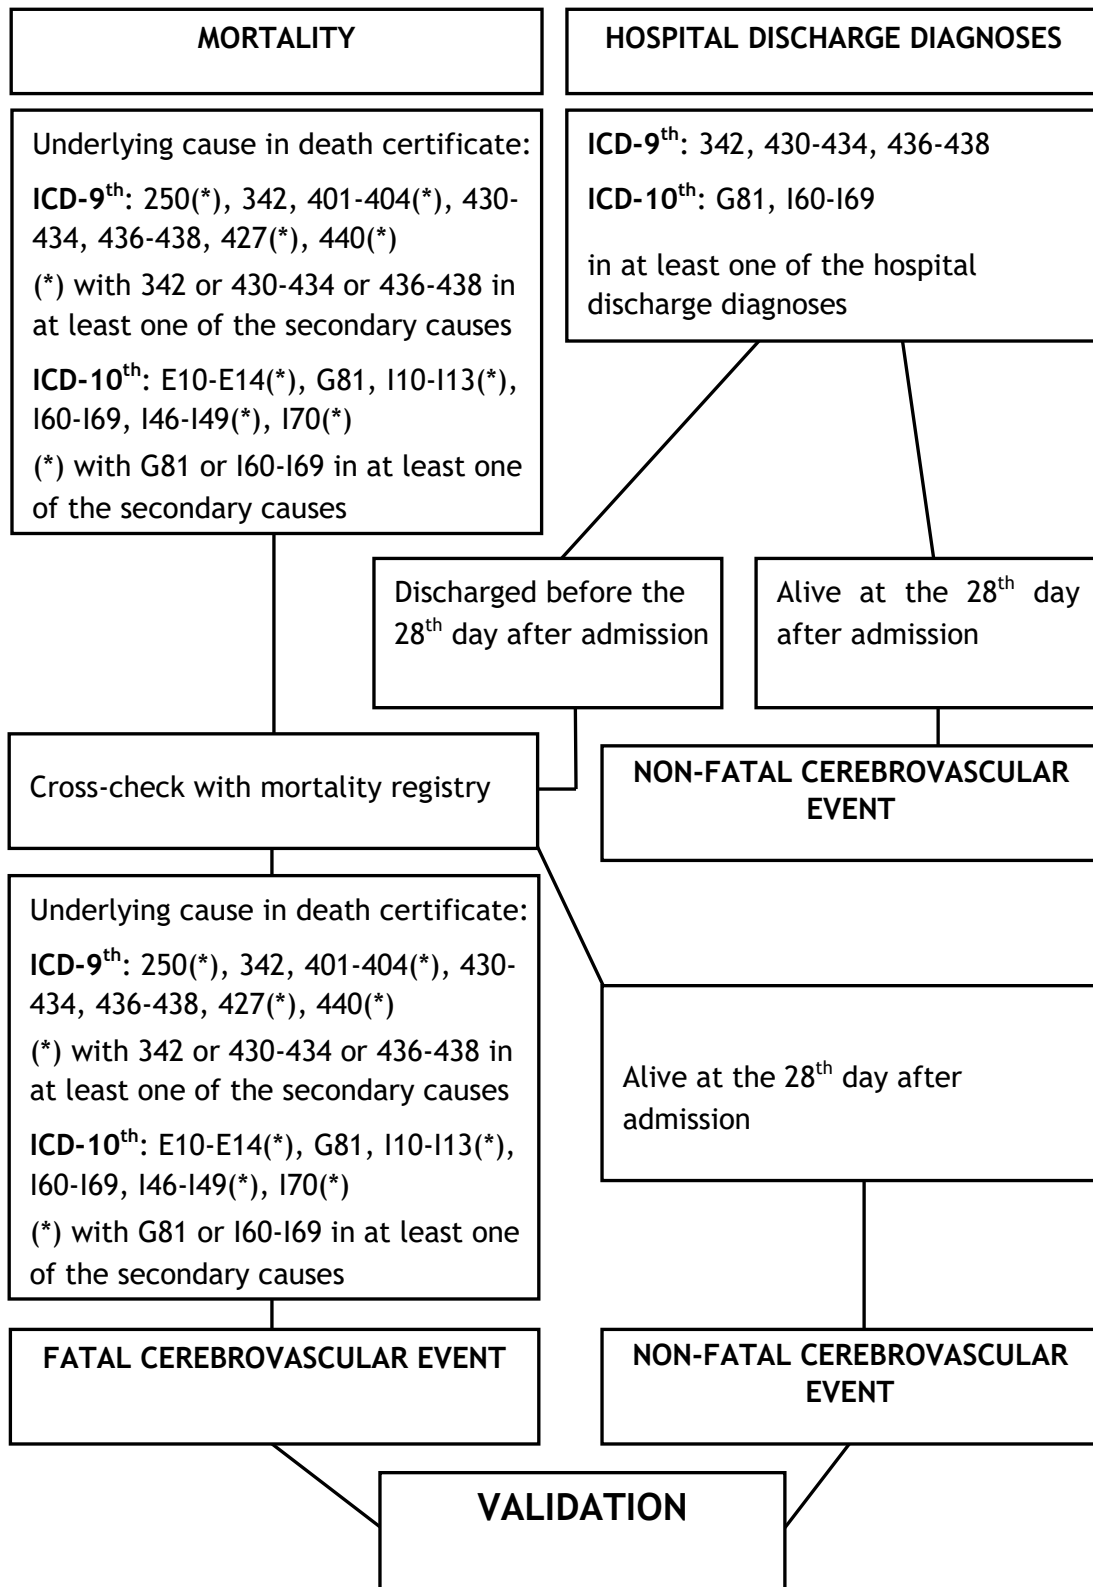 MORTALITY
HOSPITAL DISCHARGE DIAGNOSES
Underlying cause in death certificate:
ICD-9th: 250(*), 342, 401-404(*), 430-
434, 436-438, 427(*), 440(*)
(*) with 342 or 430-434 or 436-438 in
at least one of the secondary causes
ICD-10th: E10-E14(*), G81, I10-I13(*),
I60-I69, I46-I49(*), I70(*)
(*) with G81 or I60-I69 in at least one
of the secondary causes
ICD-9th: 342, 430-434, 436-438
ICD-10th: G81, I60-I69
in at least one of the hospital
discharge diagnoses
Discharged before the
28th day after admission
Alive at the 28th day
after admission
Cross-check with mortality registry
NON-FATAL CEREBROVASCULAR
EVENT
Underlying cause in death certificate:
ICD-9th: 250(*), 342, 401-404(*), 430-
434, 436-438, 427(*), 440(*)
(*) with 342 or 430-434 or 436-438 in
at least one of the secondary causes
ICD-10th: E10-E14(*), G81, I10-I13(*),
I60-I69, I46-I49(*), I70(*)
(*) with G81 or I60-I69 in at least one
of the secondary causes
Alive at the 28th day after
admission
FATAL CEREBROVASCULAR EVENT
NON-FATAL CEREBROVASCULAR
EVENT
VALIDATION